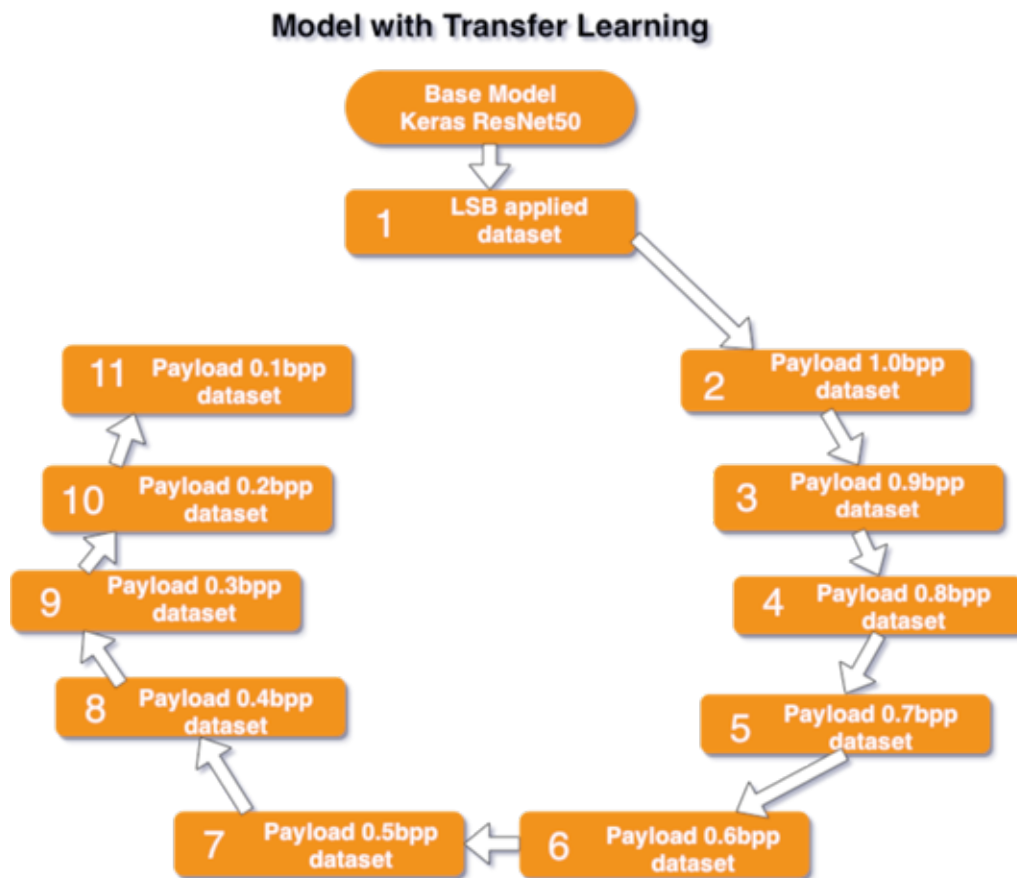 Model with Transfer Learning
Base Model
Keras ResNet50
1 LSB applied
dataset
2 Payload 1.0bpp
dataset
3 Payload 0.9bpp
dataset
4 Payload 0.8bpp
dataset
5 Payload 0.7bpp
dataset
6 Payload 0.6bpp
dataset
7 Payload 0.5bpp
dataset
8 Payload 0.4bpp
dataset
9 Payload 0.3bpp
dataset
10 Payload 0.2bpp
dataset
11 Payload 0.1bpp
dataset